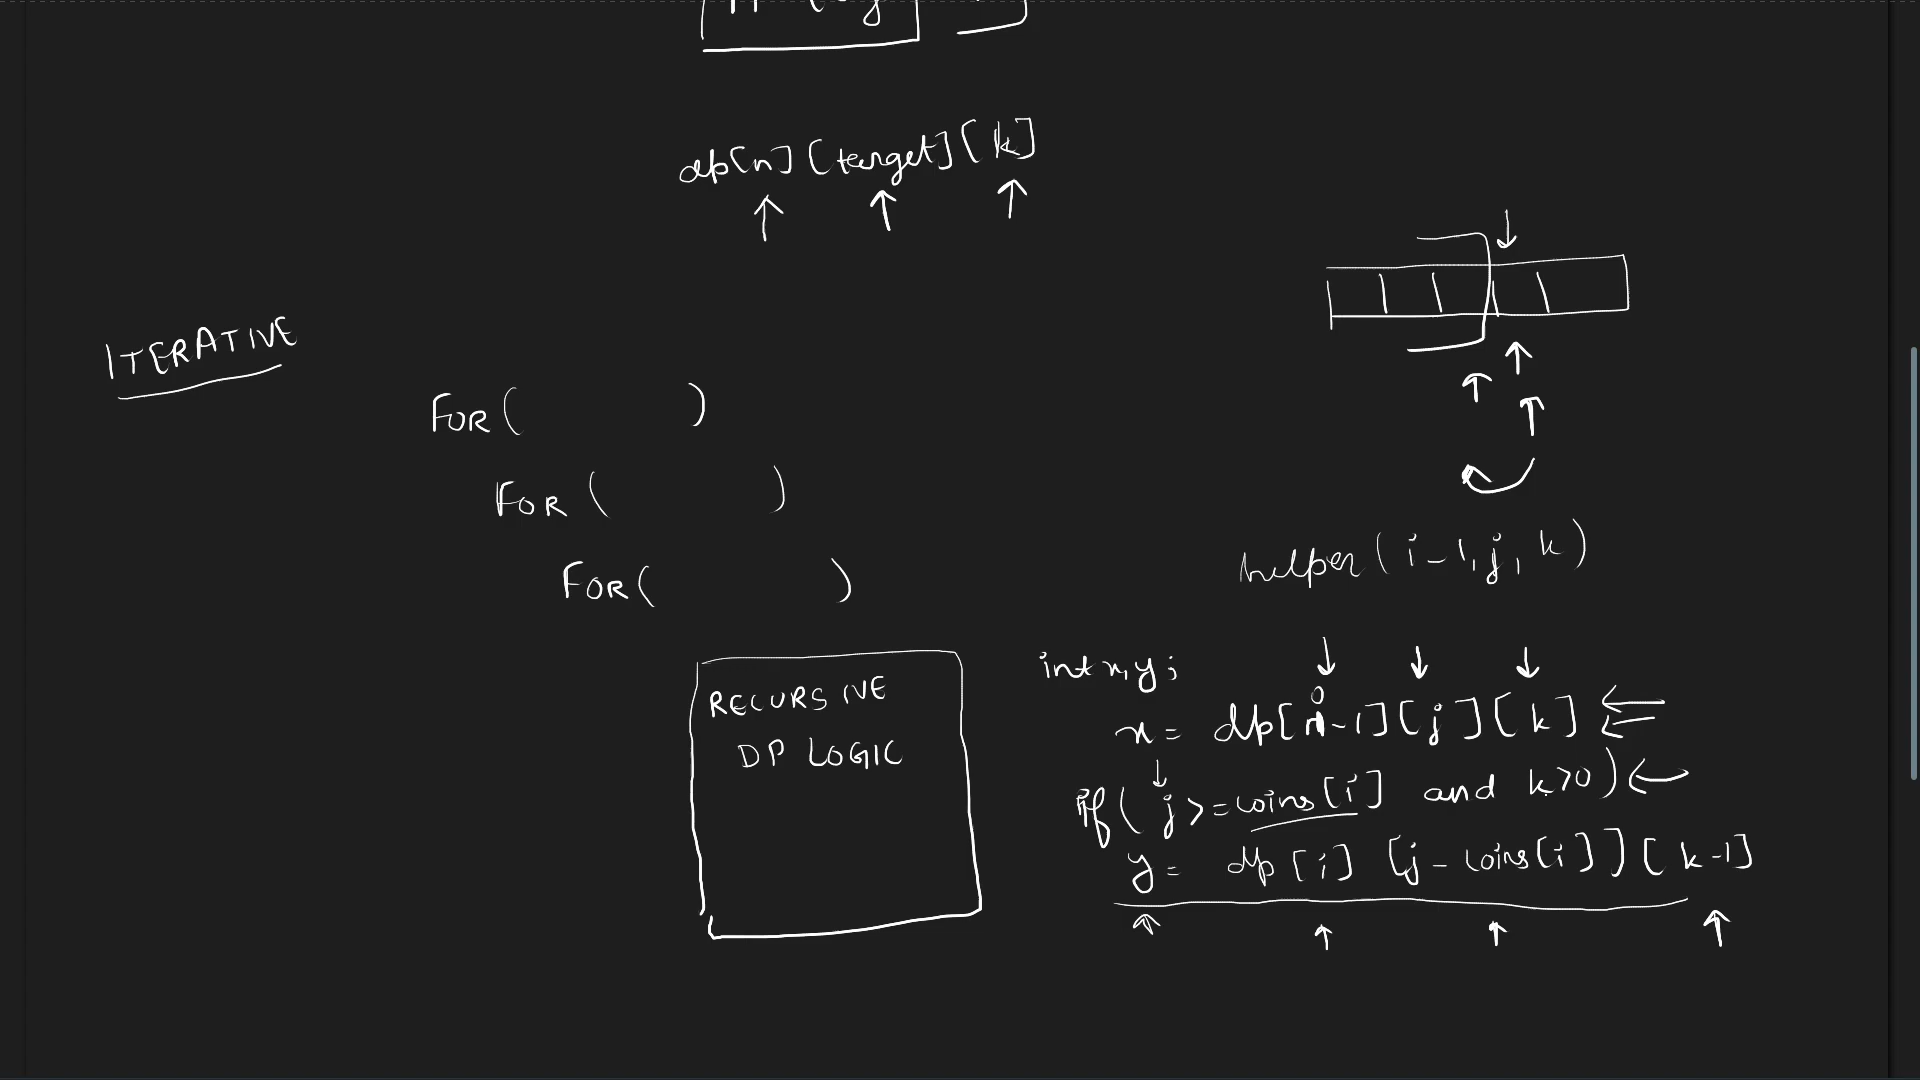 dp[n][target][k]
ITERATIVE
FOR( )
FOR( )
FOR( )
helper(i-1,j,k)
RECURSIVE
DP LOGIC
int x,y;
x= dp[i-1][j][k]
if(j>=coins[i] and k>0)
y= dp[i][j-coins[i]][k-1]